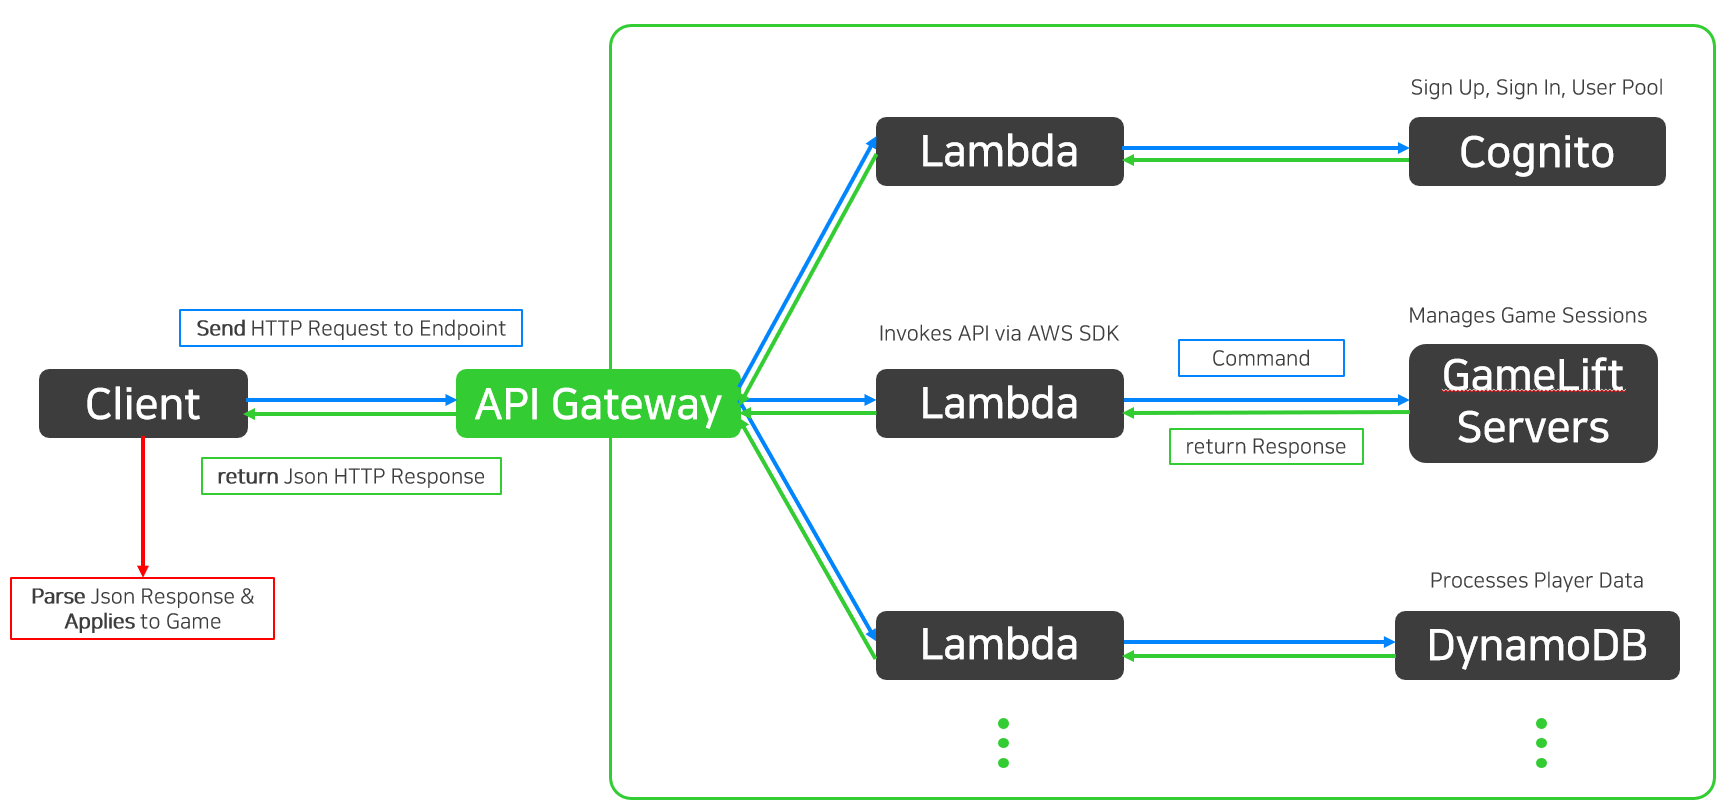 Sign Up, Sign In, User Pool
Lambda
Cognito
Send HTTP Request to Endpoint
Invokes API via AWS SDK
Manages Game Sessions
Command
Client
API Gateway
Lambda
GameLift
Servers
return Json HTTP Response
return Response
Parse Json Response &
Applies to Game
Processes Player Data
Lambda
DynamoDB